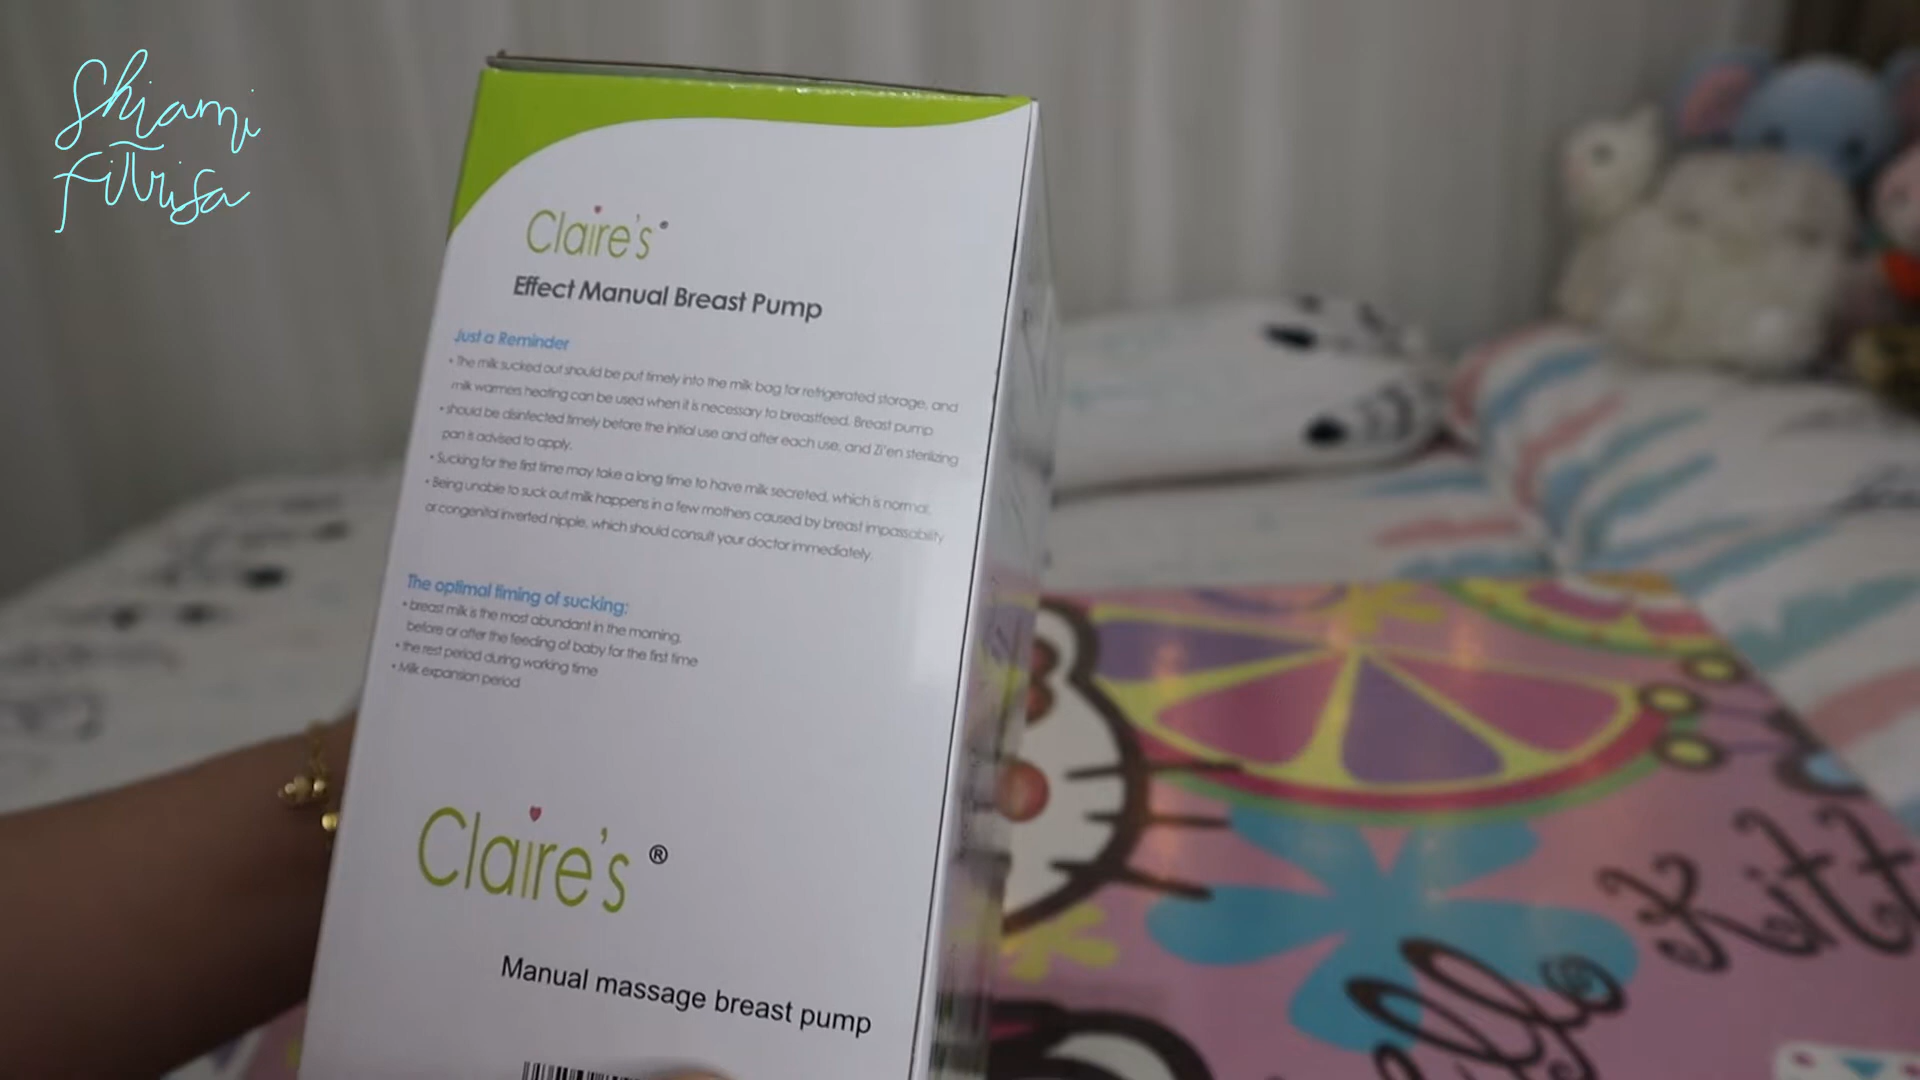 Shiami
Fitrisa
Claire's®
Effect Manual Breast Pump
Just a Reminder
• The milk sucked out should be put timely into the milk bag for refrigerated storage, and
milk warmers heating can be used when it is necessary to breastfeed. Breast pump
• should be disinfected timely before the initial use and after each use, and Zi'en sterilizing
pan is advised to apply.
• Sucking for the first time may take a long time to have milk secreted, which is normal.
• Being unable to suck out milk happens in a few mothers caused by breast impassability
or congenital inverted nipple, which should consult your doctor immediately.
The optimal timing of sucking:
• breast milk is the most abundant in the morning.
before or after the feeding of baby for the first time
• the rest period during working time
• Milk expansion period
Claire's ®
Manual massage breast pump